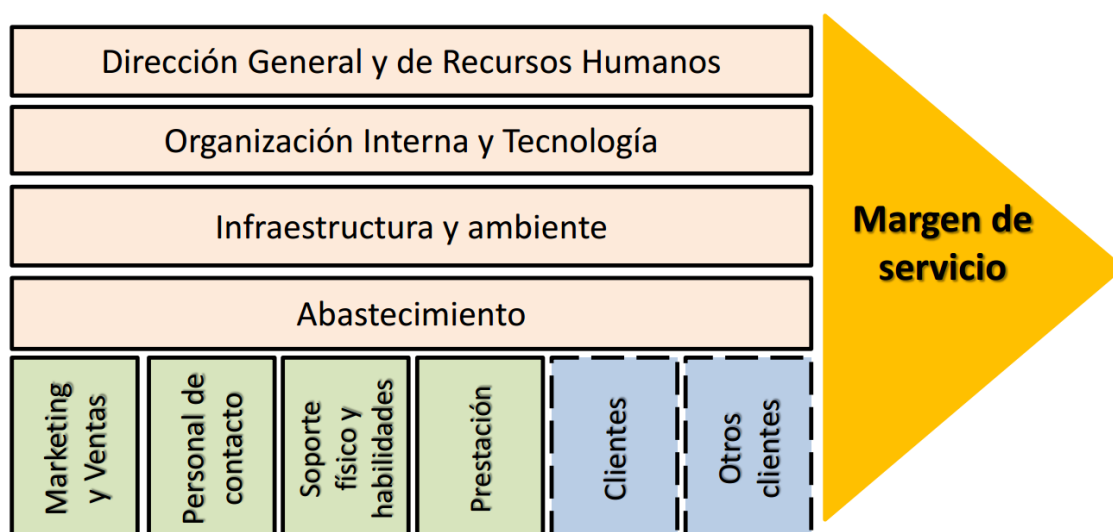 Dirección General y de Recursos Humanos
Organización Interna y Tecnología
Infraestructura y ambiente
Abastecimiento
Marketing
y Ventas
Personal de
contacto
Soporte
físico y
habilidades
Prestación
Clientes
Otros
clientes
Margen de
servicio